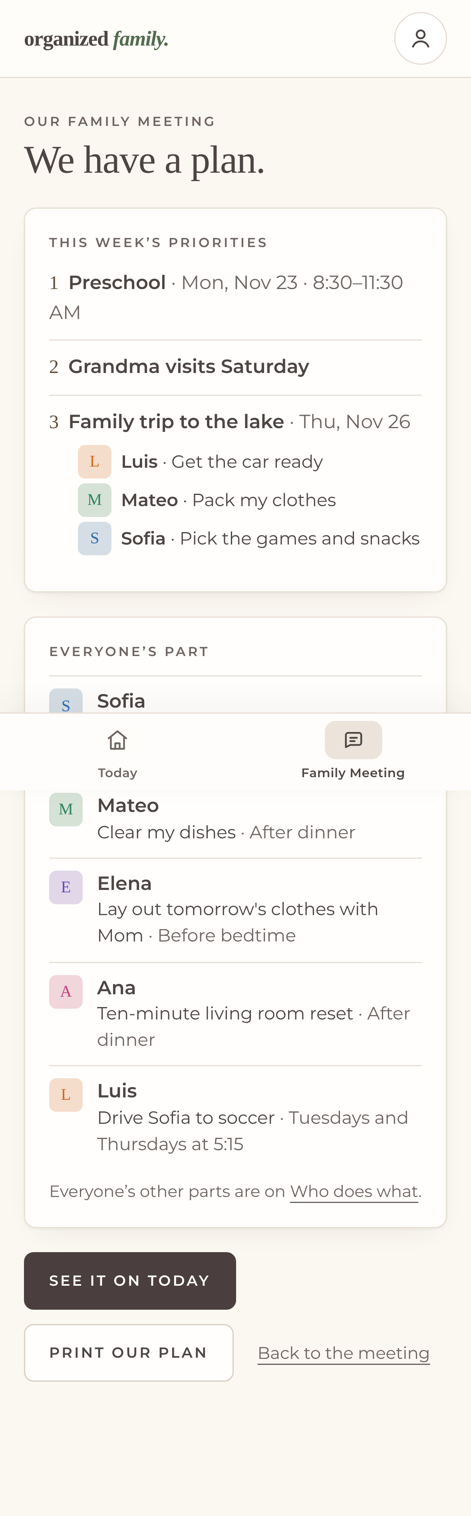 organized family.
OUR FAMILY MEETING
We have a plan.
THIS WEEK’S PRIORITIES
1 Preschool · Mon, Nov 23 · 8:30–11:30
AM
2 Grandma visits Saturday
3 Family trip to the lake · Thu, Nov 26
L Luis · Get the car ready
M Mateo · Pack my clothes
S Sofia · Pick the games and snacks
EVERYONE’S PART
S Sofia
Today
Family Meeting
M Mateo
Clear my dishes · After dinner
E Elena
Lay out tomorrow's clothes with
Mom · Before bedtime
A Ana
Ten-minute living room reset · After
dinner
L Luis
Drive Sofia to soccer · Tuesdays and
Thursdays at 5:15
Everyone’s other parts are on Who does what.
SEE IT ON TODAY
PRINT OUR PLAN
Back to the meeting